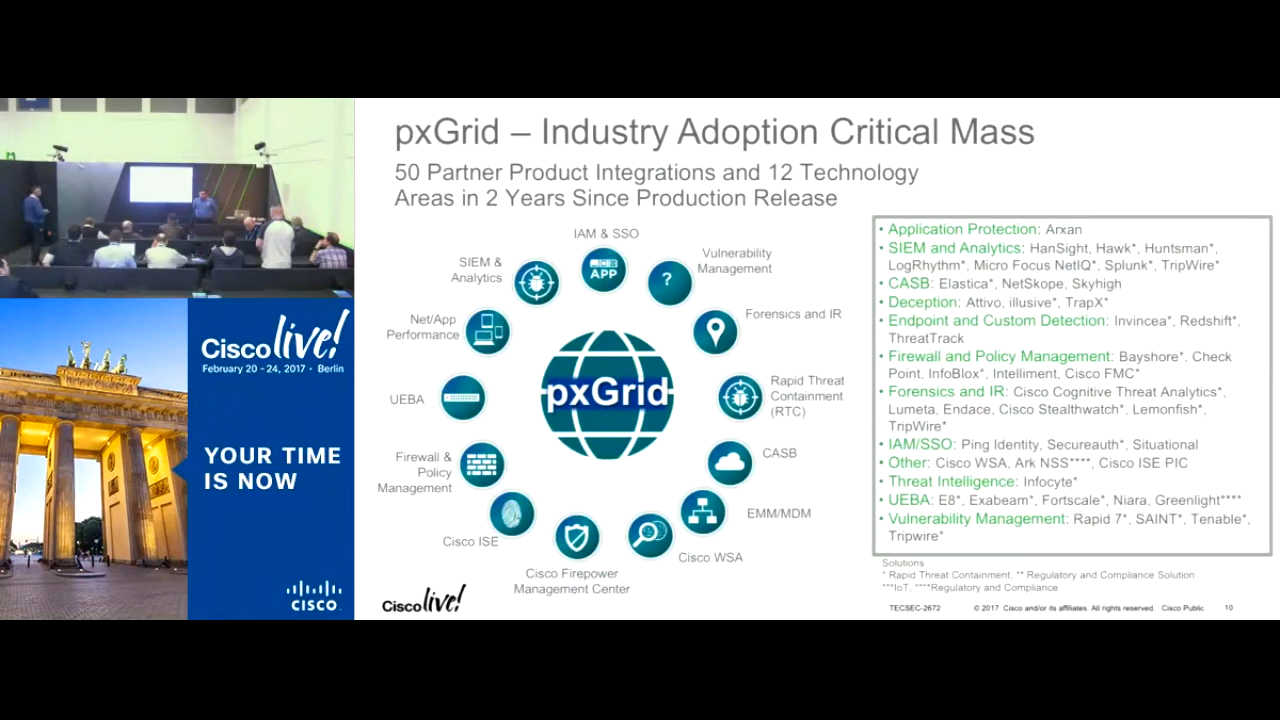 pxGrid – Industry Adoption Critical Mass
50 Partner Product Integrations and 12 Technology
Areas in 2 Years Since Production Release
IAM & SSO
SIEM &
Analytics
Vulnerability
Management
APP
?
Net/App
Performance
Forensics and IR
UEBA
pxGrid
Rapid Threat
Containment
(RTC)
Firewall &
Policy
Management
CASB
Cisco ISE
EMM/MDM
Cisco WSA
Cisco Firepower
Management Center
• Application Protection: Arxan
• SIEM and Analytics: HanSight, Hawk*, Huntsman*,
LogRhythm*, Micro Focus NetIQ*, Splunk*, TripWire*
• CASB: Elastica*, NetSkope, Skyhigh
• Deception: Attivo, illusive*, TrapX*
• Endpoint and Custom Detection: Invincea*, Redshift*,
ThreatTrack
• Firewall and Policy Management: Bayshore*, Check
Point, InfoBlox*, Intelliment, Cisco FMC*
• Forensics and IR: Cisco Cognitive Threat Analytics*,
Lumeta, Endace, Cisco Stealthwatch*, Lemonfish*,
TripWire*
• IAM/SSO: Ping Identity, Secureauth*, Situational
• Other: Cisco WSA, Ark NSS****, Cisco ISE PIC
• Threat Intelligence: Infocyte*
• UEBA: E8*, Exabeam*, Fortscale*, Niara, Greenlight****
• Vulnerability Management: Rapid 7*, SAINT*, Tenable*,
Tripwire*
Solutions
* Rapid Threat Containment, ** Regulatory and Compliance Solution
***IoT, ****Regulatory and Compliance
Cisco live!
TECSEC-2672 © 2017 Cisco and/or its affiliates. All rights reserved. Cisco Public 10
Cisco live!
February 20 - 24, 2017 • Berlin
YOUR TIME
IS NOW
CISCO.